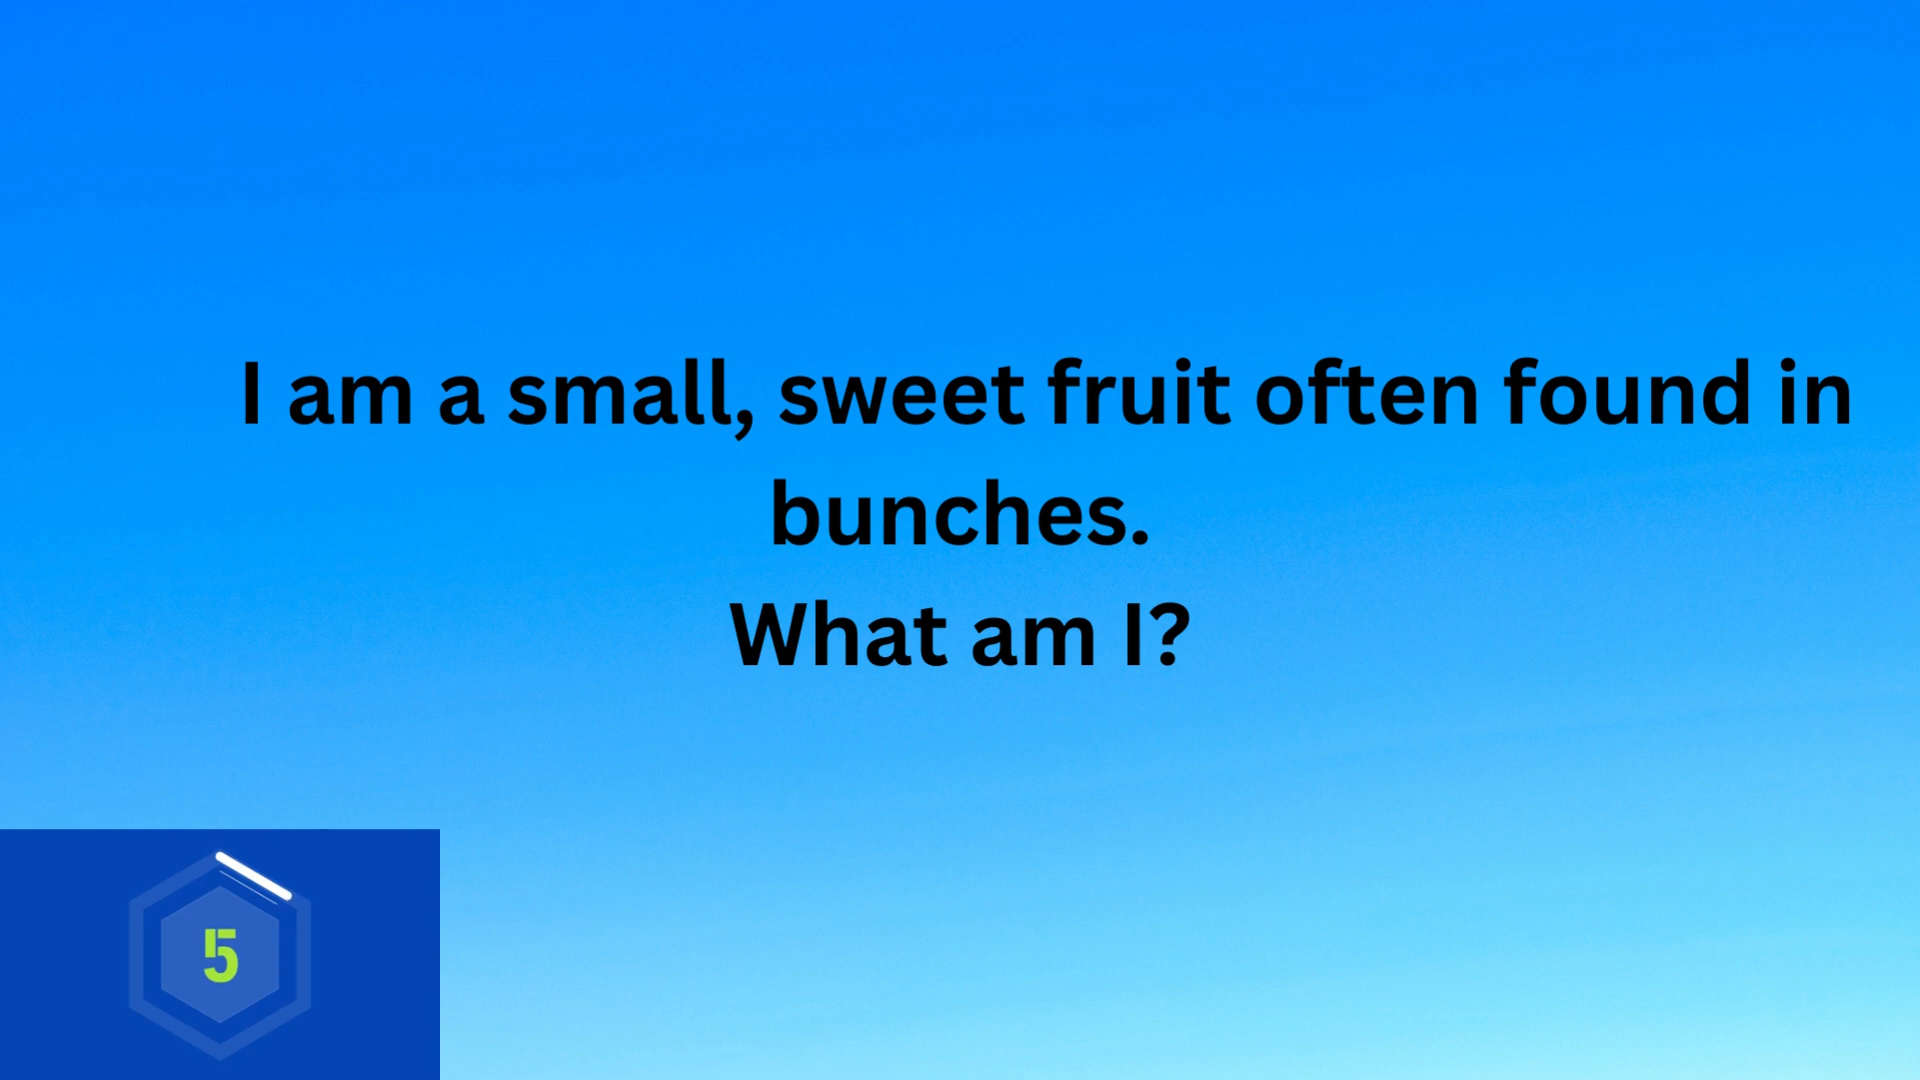 I am a small, sweet fruit often found in
bunches.
What am I?
5